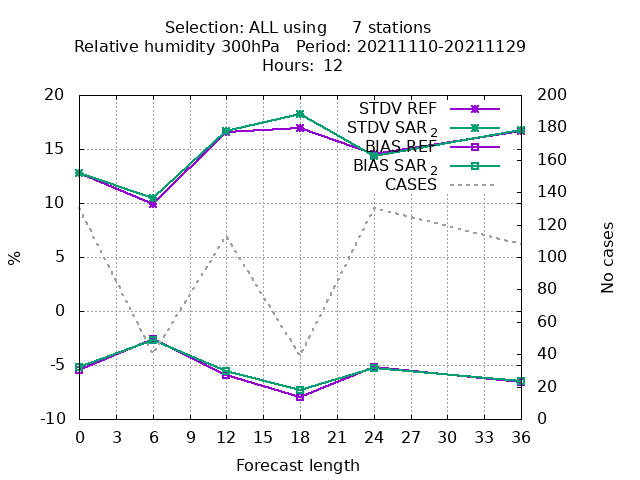 Selection: ALL using 7 stations
Relative humidity 300hPa Period: 20211110-20211129
Hours: 12
STDV REF
STDV SAR 2
BIAS REF
BIAS SAR 2
CASES
20
15
10
5
0
-5
-10
%
200
180
160
140
120
100
80
60
40
20
0
No cases
0 3 6 9 12 15 18 21 24 27 30 33 36
Forecast length